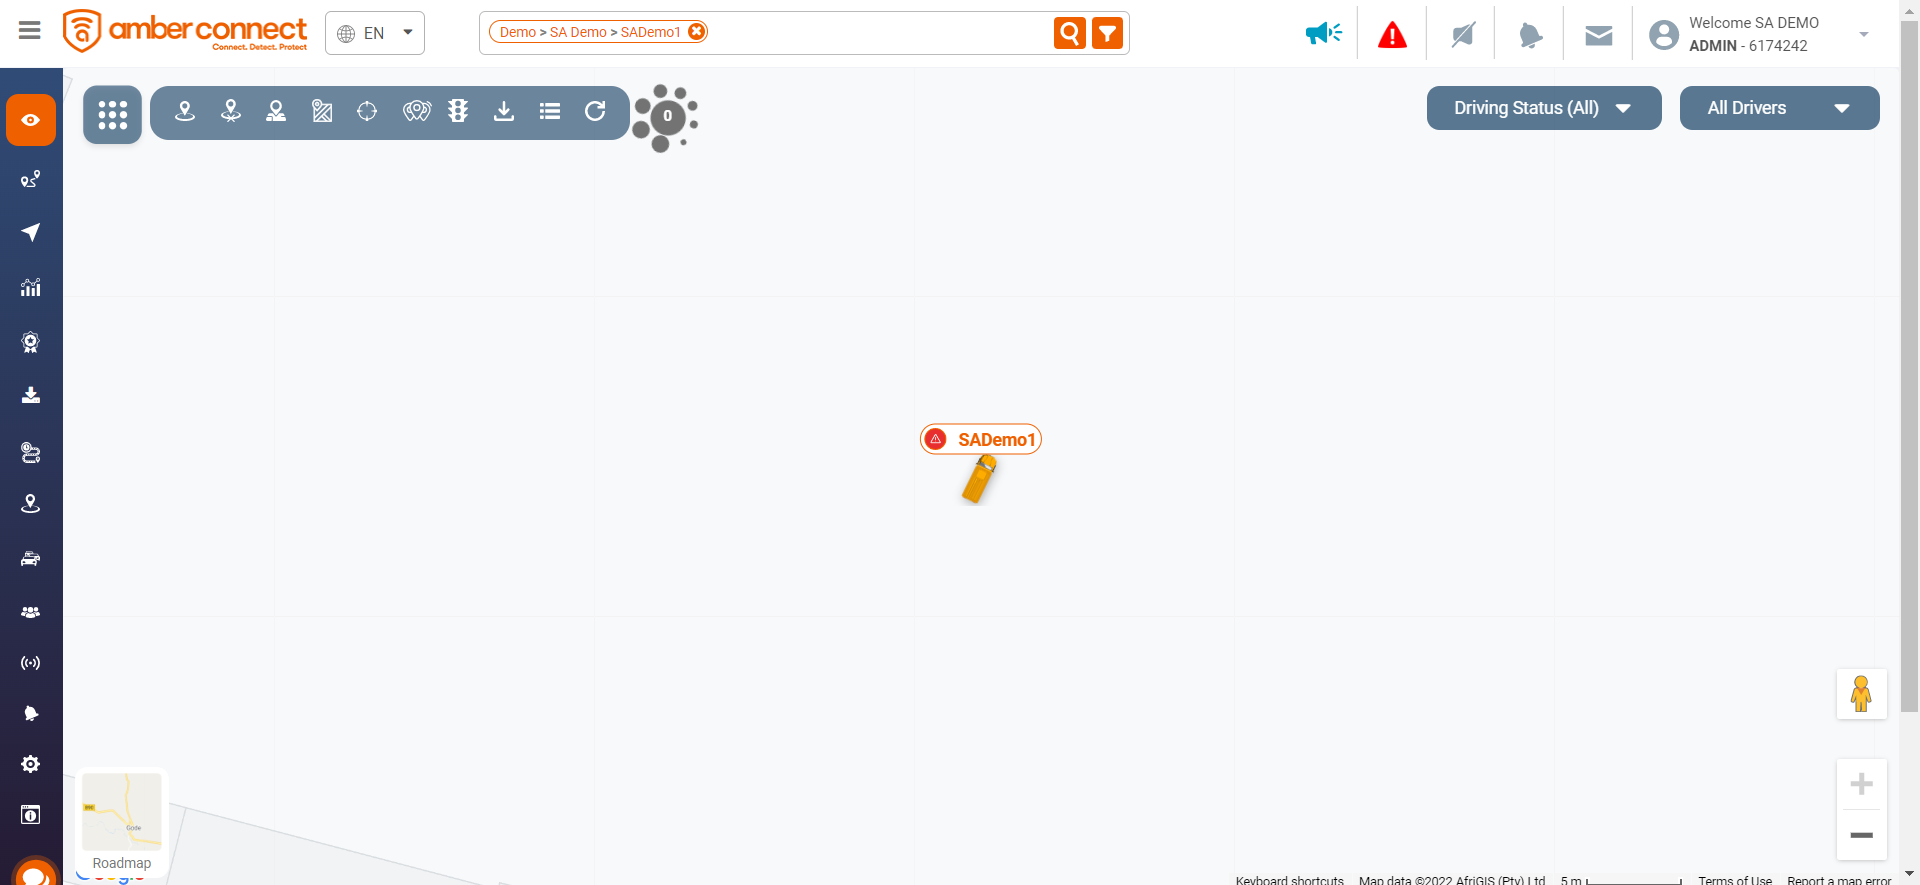 amber connect
Connect. Detect. Protect
EN
Demo > SA Demo > SADemo1
Welcome SA DEMO
ADMIN - 6174242
0
Driving Status (All)
All Drivers
SADemo1
Gode
Roadmap
Google
Keyboard shortcuts
Map data ©2022 AfriGIS (Pty) Ltd
5 m
Terms of Use
Report a map error